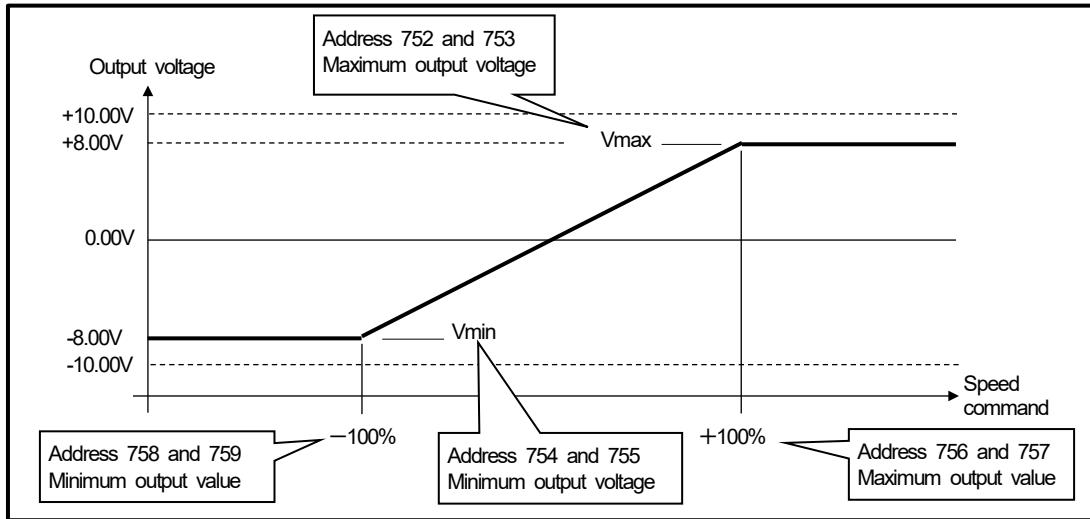 Address 752 and 753
Maximum output voltage
Output voltage
+10.00V
+8.00V
Vmax
0.00V
-8.00V
Vmin
-10.00V
Speed
command
Address 758 and 759
Minimum output value
−100%
Address 754 and 755
Minimum output voltage
+100%
Address 756 and 757
Maximum output value